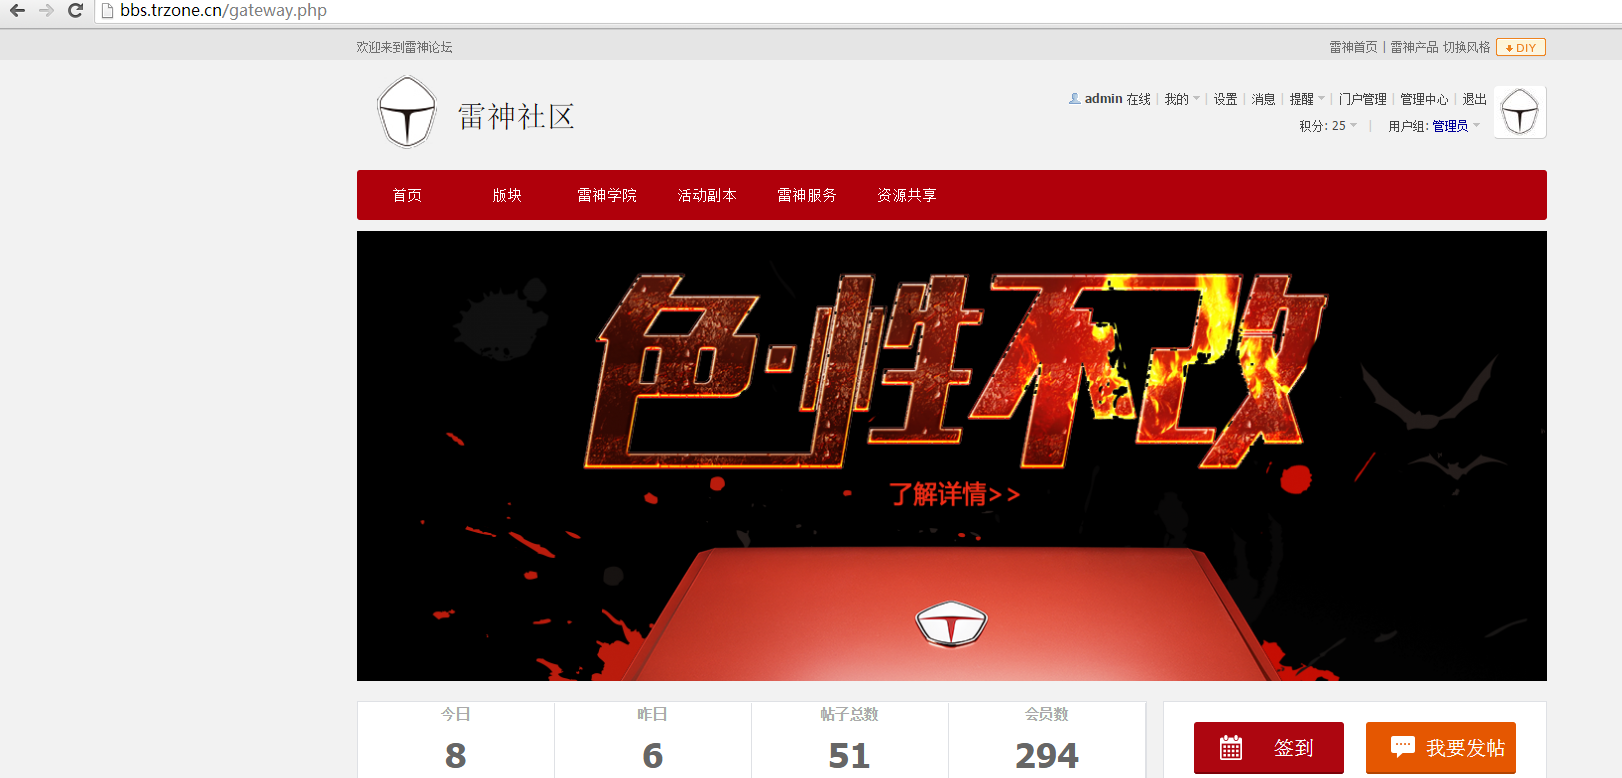 bbs.trzone.cn/gateway.php
欢迎来到雷神论坛
雷神首页 | 雷神产品 切换风格 DIY
雷神社区
admin 在线 | 我的 | 设置 | 消息 | 提醒 | 门户管理 | 管理中心 | 退出
积分: 25 | 用户组: 管理员
首页 版块 雷神学院 活动副本 雷神服务 资源共享
色·性不改
了解详情>>
今日 昨日 帖子总数 会员数
8 6 51 294
签到 我要发帖